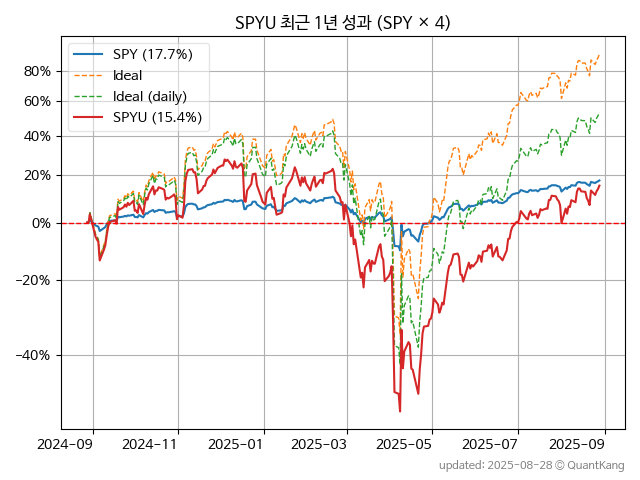 SPYU 최근 1년 성과 (SPY × 4)
SPY (17.7%)
Ideal
Ideal (daily)
SPYU (15.4%)
80%
60%
40%
20%
0%
−20%
−40%
2024-09 2024-11 2025-01 2025-03 2025-05 2025-07 2025-09
updated: 2025-08-28 © QuantKang